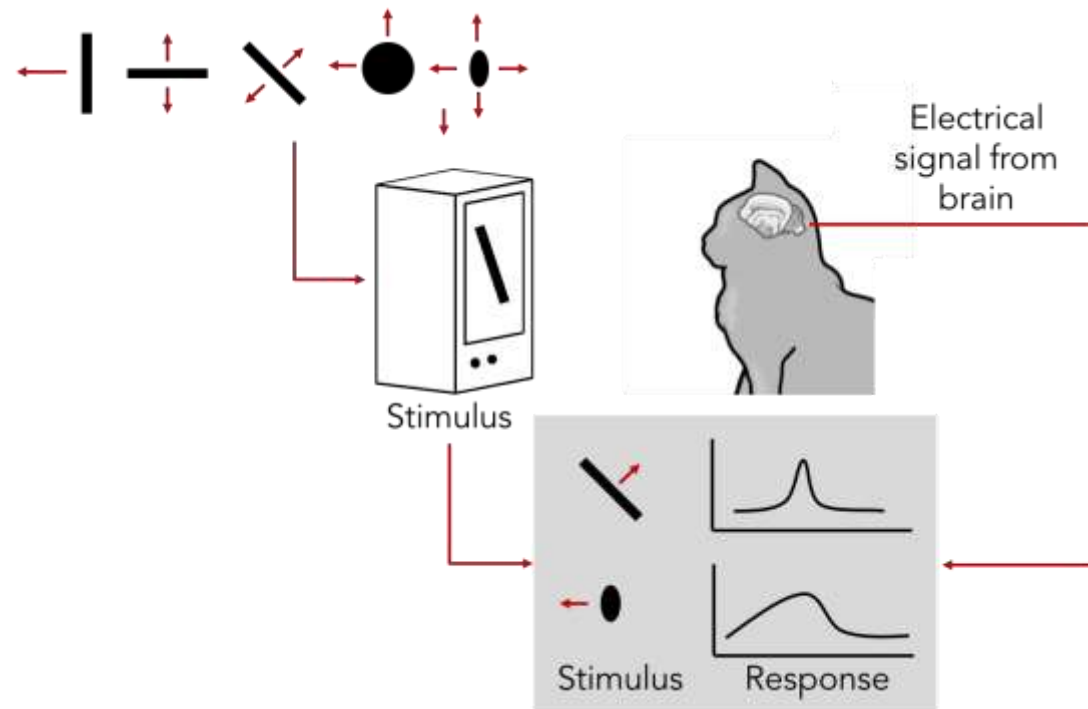 Electrical
signal from
brain
Stimulus
Stimulus
Response